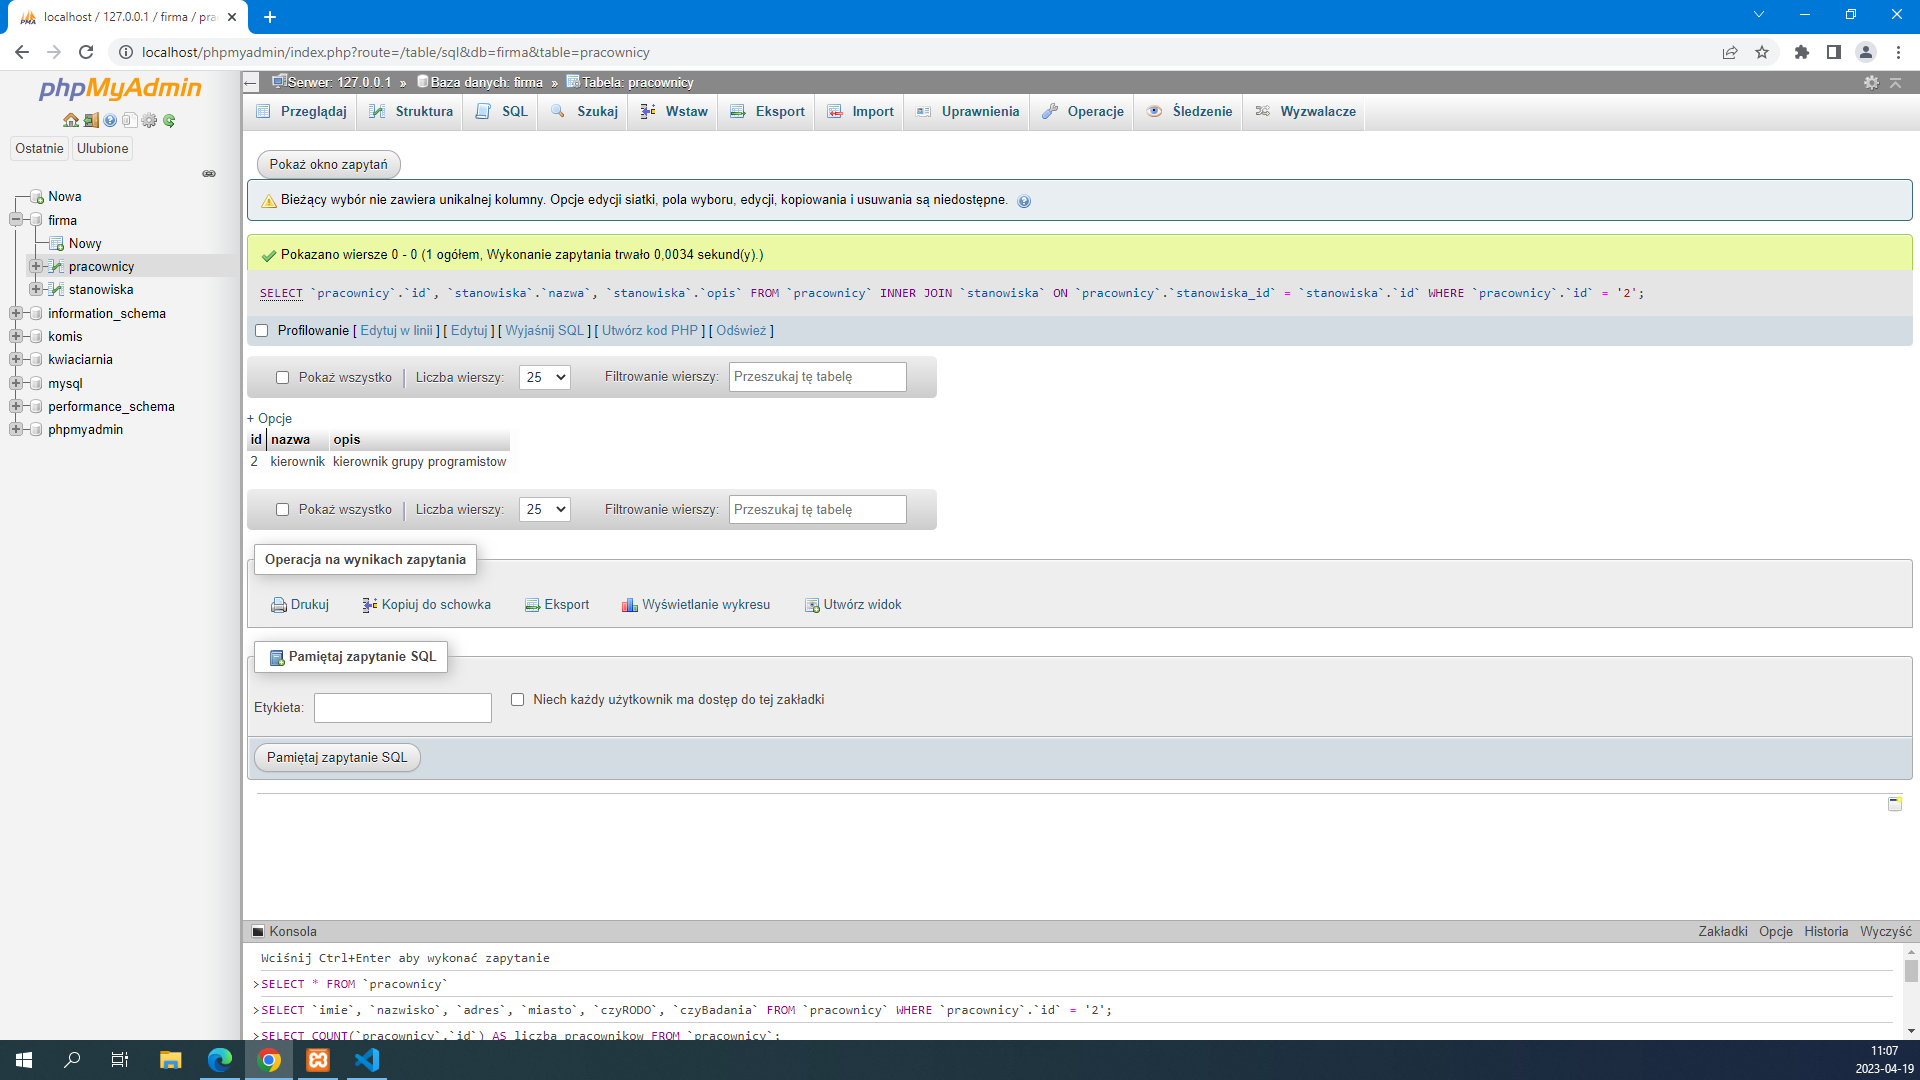 localhost / 127.0.0.1 / firma / pra
localhost/phpmyadmin/index.php?route=/table/sql&db=firma&table=pracownicy
phpMyAdmin
Ostatnie
Ulubione
Nowa
firma
Nowy
pracownicy
stanowiska
information_schema
komis
kwiaciarnia
mysql
performance_schema
phpmyadmin
Serwer: 127.0.0.1 » Baza danych: firma » Tabela: pracownicy
Przeglądaj Struktura SQL Szukaj Wstaw Eksport Import Uprawnienia Operacje Śledzenie Wyzwalacze
Pokaż okno zapytań
Bieżący wybór nie zawiera unikalnej kolumny. Opcje edycji siatki, pola wyboru, edycji, kopiowania i usuwania są niedostępne.
Pokazano wiersze 0 - 0 (1 ogółem, Wykonanie zapytania trwało 0,0034 sekund(y).)
SELECT `pracownicy`.`id`, `stanowiska`.`nazwa`, `stanowiska`.`opis` FROM `pracownicy` INNER JOIN `stanowiska` ON `pracownicy`.`stanowiska_id` = `stanowiska`.`id` WHERE `pracownicy`.`id` = '2';
Profilowanie [ Edytuj w linii ] [ Edytuj ] [ Wyjaśnij SQL ] [ Utwórz kod PHP ] [ Odśwież ]
Pokaż wszystko Liczba wierszy: 25 Filtrowanie wierszy: Przeszukaj tę tabelę
+ Opcje
id nazwa opis
2 kierownik kierownik grupy programistow
Pokaż wszystko Liczba wierszy: 25 Filtrowanie wierszy: Przeszukaj tę tabelę
Operacja na wynikach zapytania
Drukuj Kopiuj do schowka Eksport Wyświetlanie wykresu Utwórz widok
Pamiętaj zapytanie SQL
Etykieta: Niech każdy użytkownik ma dostęp do tej zakładki
Pamiętaj zapytanie SQL
Konsola Zakładki Opcje Historia Wyczyść
Wciśnij Ctrl+Enter aby wykonać zapytanie
>SELECT * FROM `pracownicy`
>SELECT `imie`, `nazwisko`, `adres`, `miasto`, `czyRODO`, `czyBadania` FROM `pracownicy` WHERE `pracownicy`.`id` = '2';
>SELECT COUNT(`pracownicy`.`id`) AS liczba_pracownikow FROM `pracownicy`;
11:07
2023-04-19